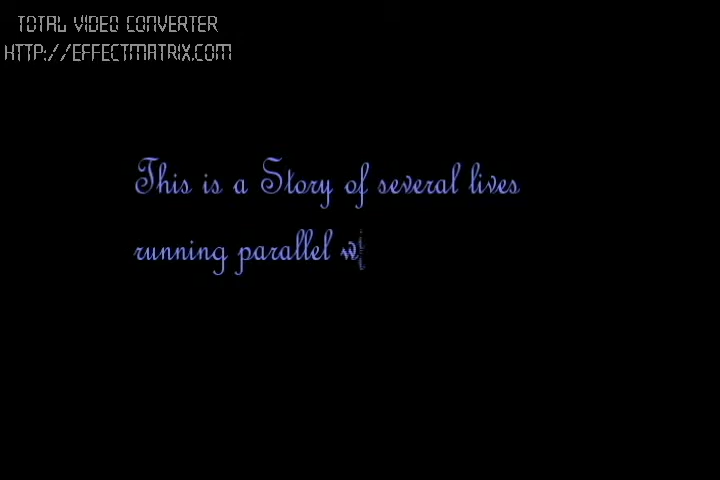 TOTAL VIDEO CONVERTER
HTTP://EFFECTMATRIX.COM
This is a Story of several lives
running parallel w